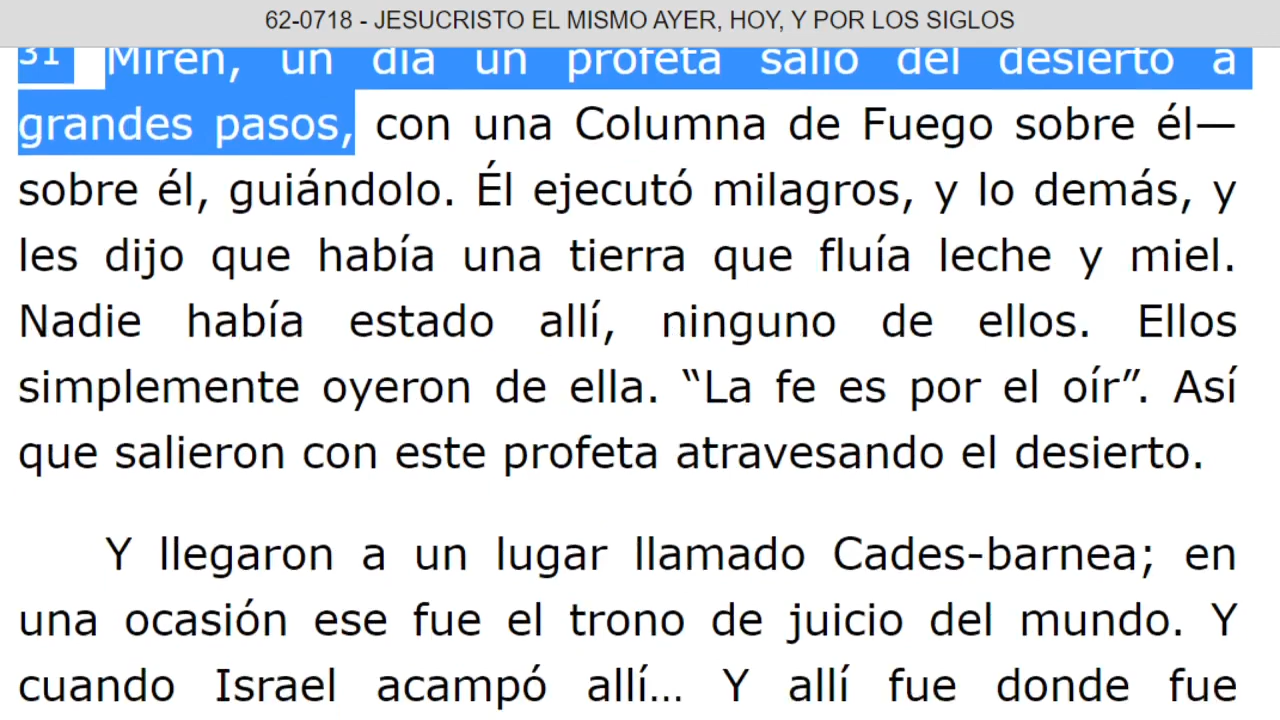 62-0718 - JESUCRISTO EL MISMO AYER, HOY, Y POR LOS SIGLOS
31 Miren, un día un profeta salió del desierto a
grandes pasos, con una Columna de Fuego sobre él—
sobre él, guiándolo. Él ejecutó milagros, y lo demás, y
les dijo que había una tierra que fluía leche y miel.
Nadie había estado allí, ninguno de ellos. Ellos
simplemente oyeron de ella. “La fe es por el oír”. Así
que salieron con este profeta atravesando el desierto.
Y llegaron a un lugar llamado Cades-barnea; en
una ocasión ese fue el trono de juicio del mundo. Y
cuando Israel acampó allí… Y allí fue donde fue